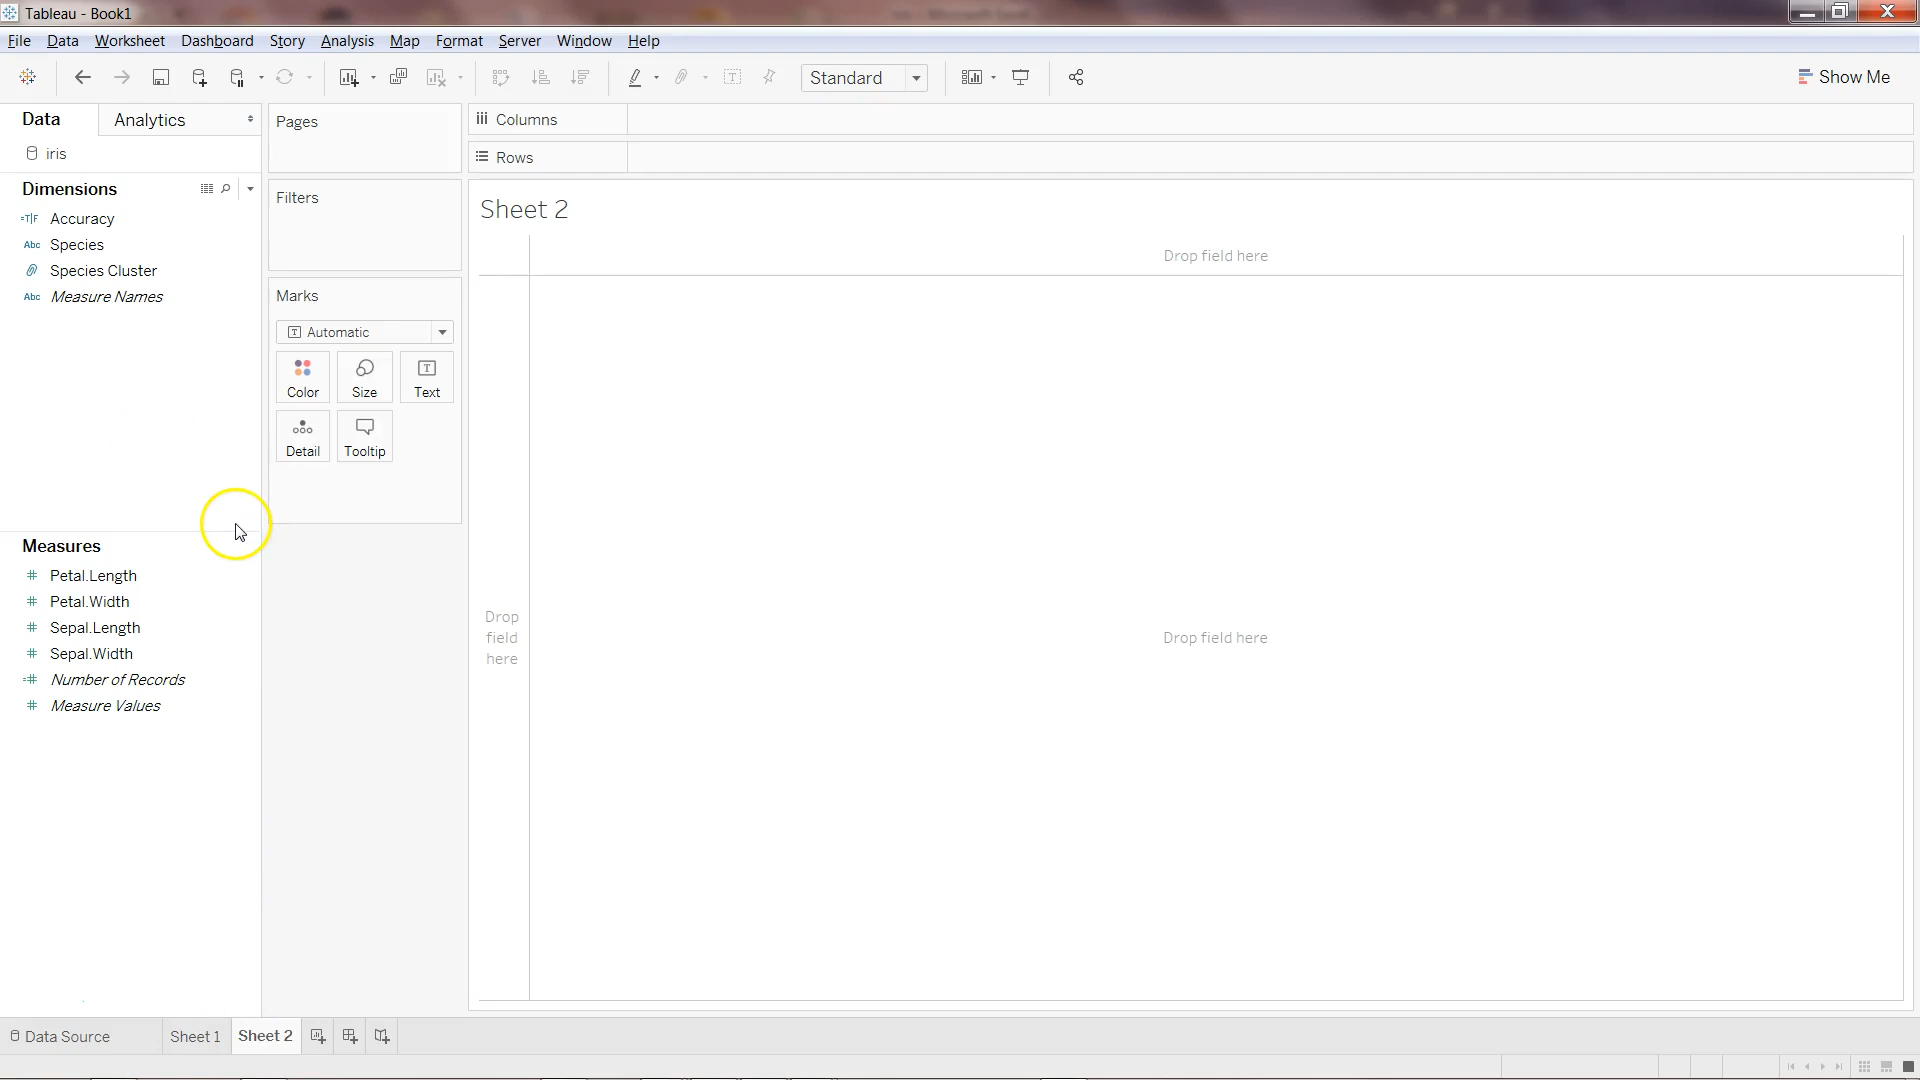 Tableau - Book1
File Data Worksheet Dashboard Story Analysis Map Format Server Window Help
Standard
Show Me
Data Analytics
iris
Dimensions
Accuracy
Abc Species
Species Cluster
Abc Measure Names
Measures
Petal.Length
Petal.Width
Sepal.Length
Sepal.Width
Number of Records
Measure Values
Pages
Filters
Marks
Automatic
Color Size Text
Detail Tooltip
Columns
Rows
Sheet 2
Drop field here
Drop
field
here
Drop field here
Data Source Sheet 1 Sheet 2